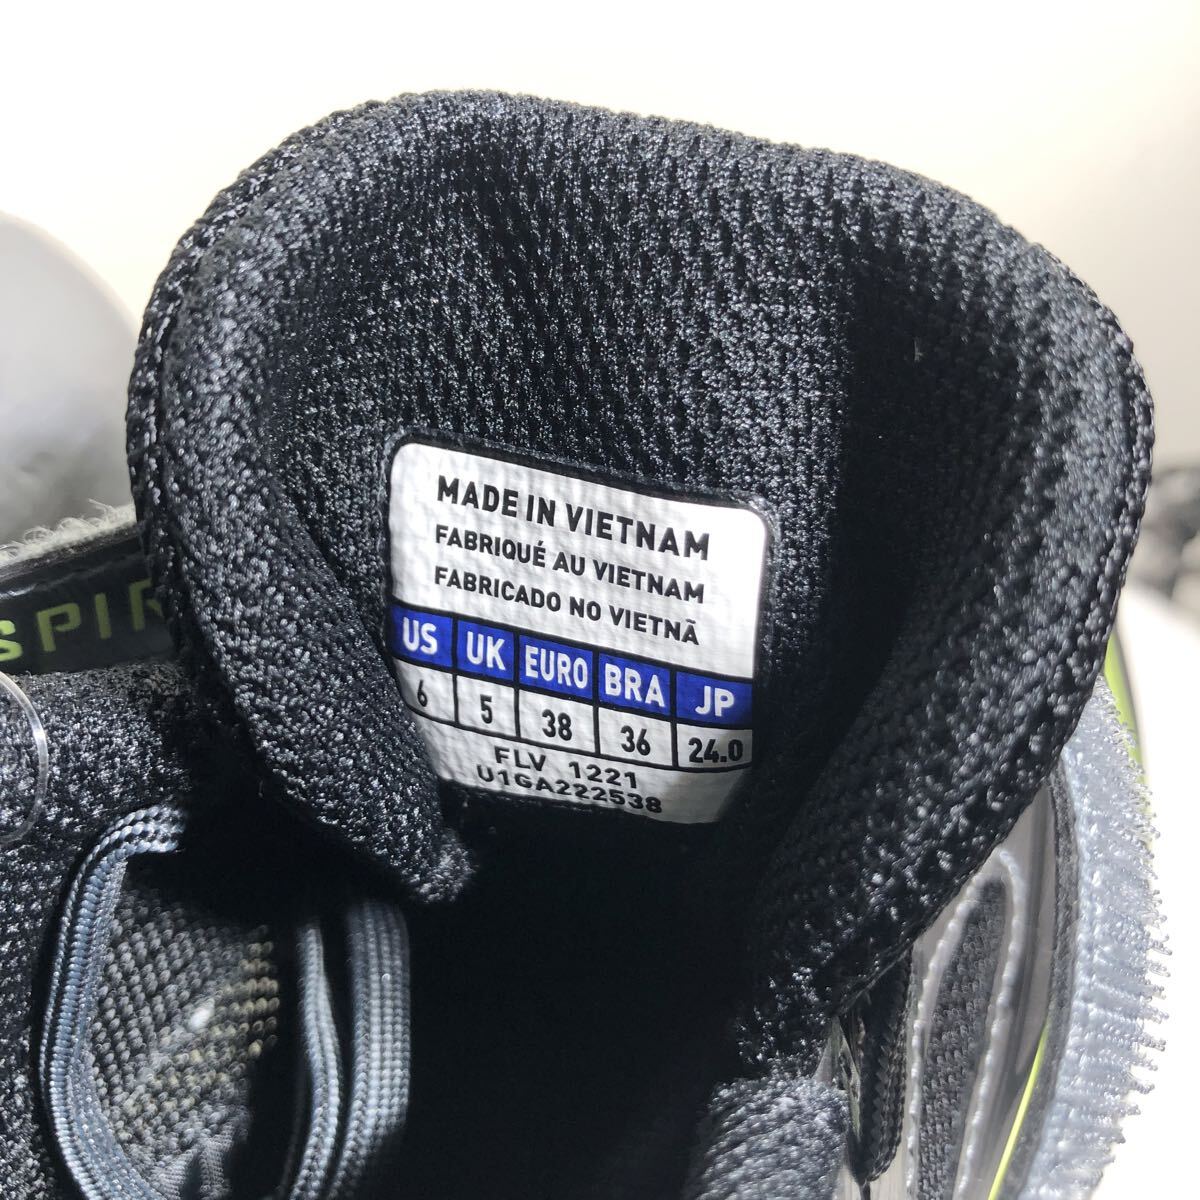 MADE IN VIETNAM
FABRIQUÉ AU VIETNAM
FABRICADO NO VIETNÃ
US UK EURO BRA JP
6 5 38 36 24.0
FLV 1221
U1GA222538
SPIR